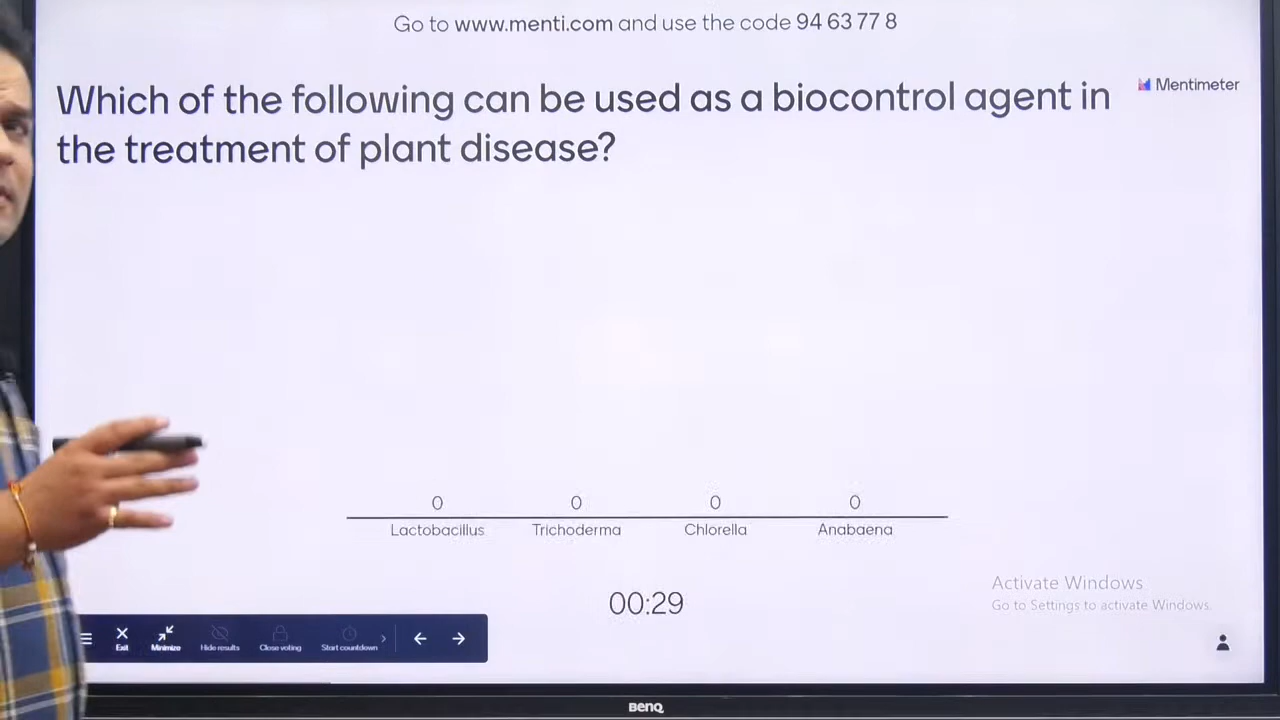 Go to www.menti.com and use the code 94 63 77 8
Mentimeter
Which of the following can be used as a biocontrol agent in
the treatment of plant disease?
0 0 0 0
Lactobacillus Trichoderma Chlorella Anabaena
00:29
Activate Windows
Go to Settings to activate Windows.
Exit Minimize Hide results Close voting Start countdown
BenQ